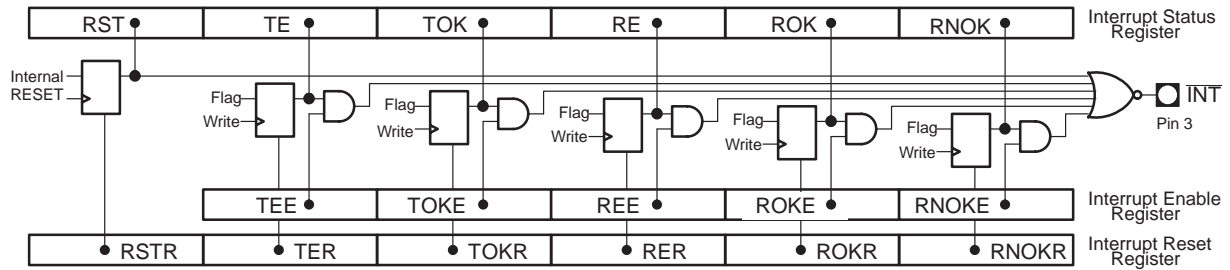 RST TE TOK RE ROK RNOK Interrupt Status
Register
Internal
RESET
Flag
Write
Flag
Write
Flag
Write
Flag
Write
Flag
Write
INT
Pin 3
TEE TOKE REE ROKE RNOKE Interrupt Enable
Register
RSTR TER TOKR RER ROKR RNOKR Interrupt Reset
Register